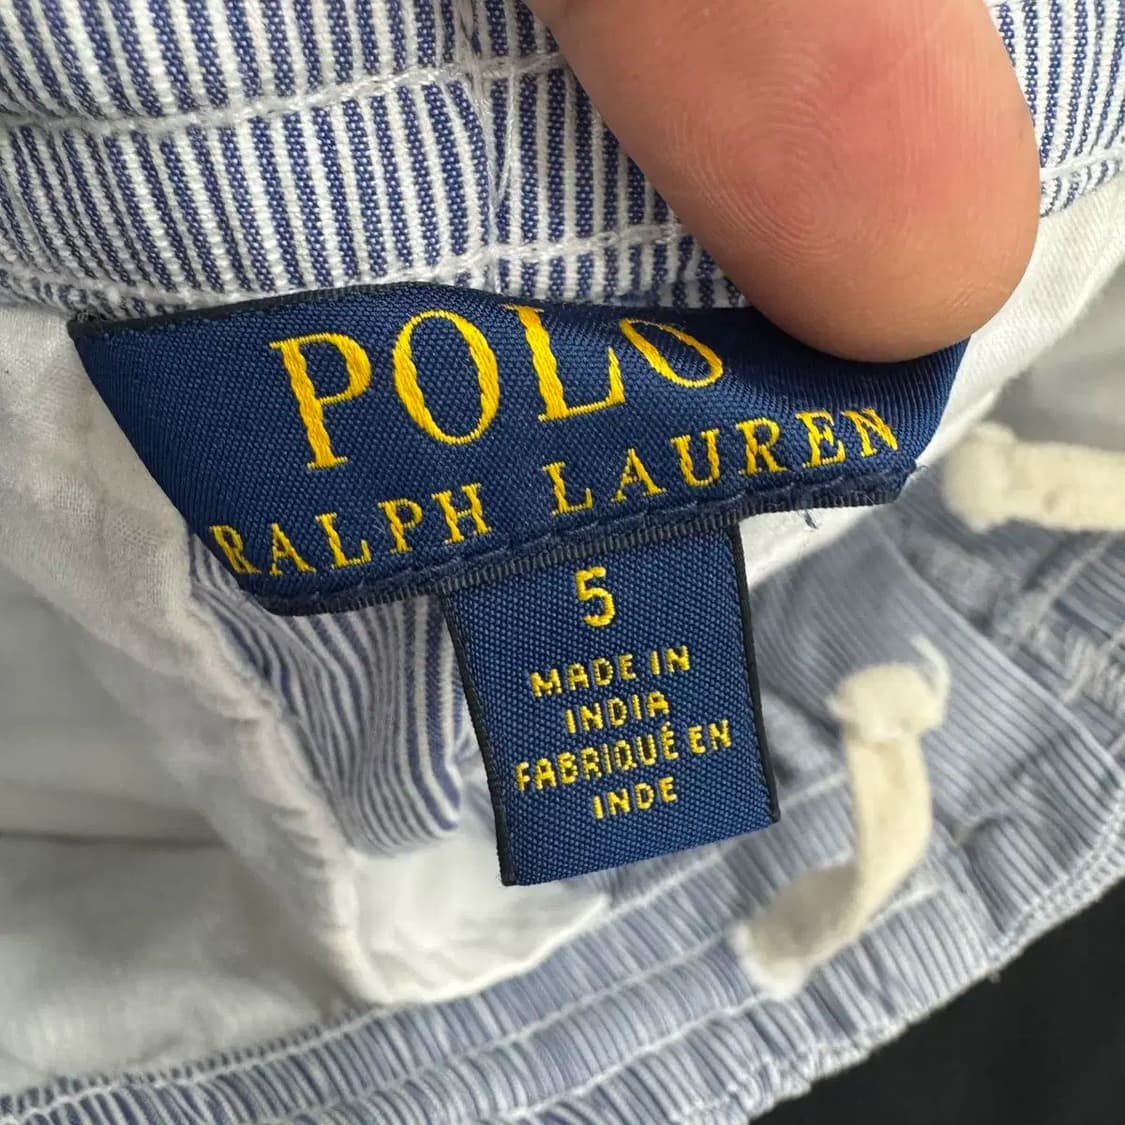 POLO
RALPH LAUREN
5
MADE IN
INDIA
FABRIQUÉ EN
INDE